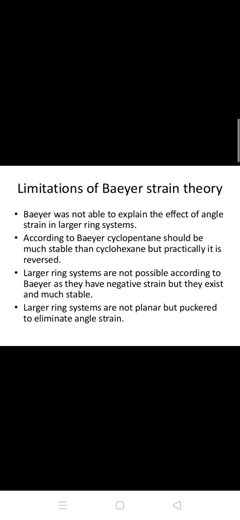 Limitations of Baeyer strain theory
• Baeyer was not able to explain the effect of angle
strain in larger ring systems.
• According to Baeyer cyclopentane should be
much stable than cyclohexane but practically it is
reversed.
• Larger ring systems are not possible according to
Baeyer as they have negative strain but they exist
and much stable.
• Larger ring systems are not planar but puckered
to eliminate angle strain.